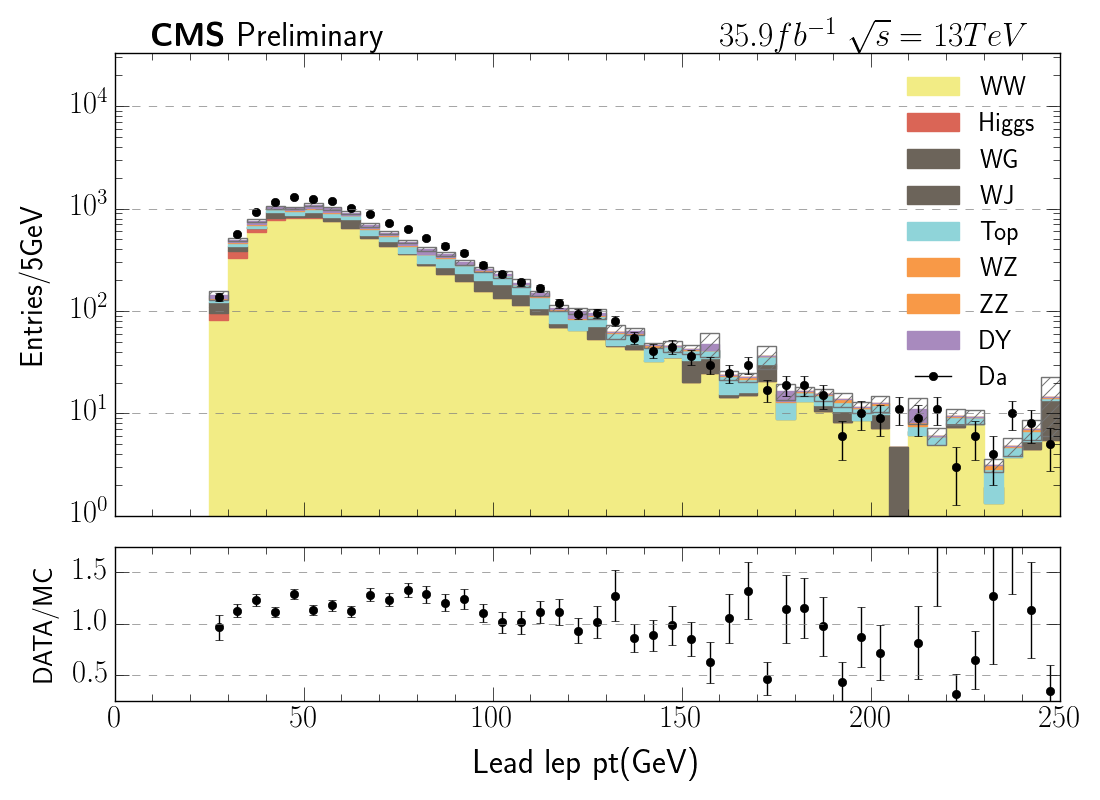 CMS Preliminary 35.9fb⁻¹ √s = 13TeV
Entries/5GeV
10⁴
10³
10²
10¹
10⁰
WW
Higgs
WG
WJ
Top
WZ
ZZ
DY
Da
DATA/MC
1.5
1.0
0.5
0 50 100 150 200 250
Lead lep pt(GeV)